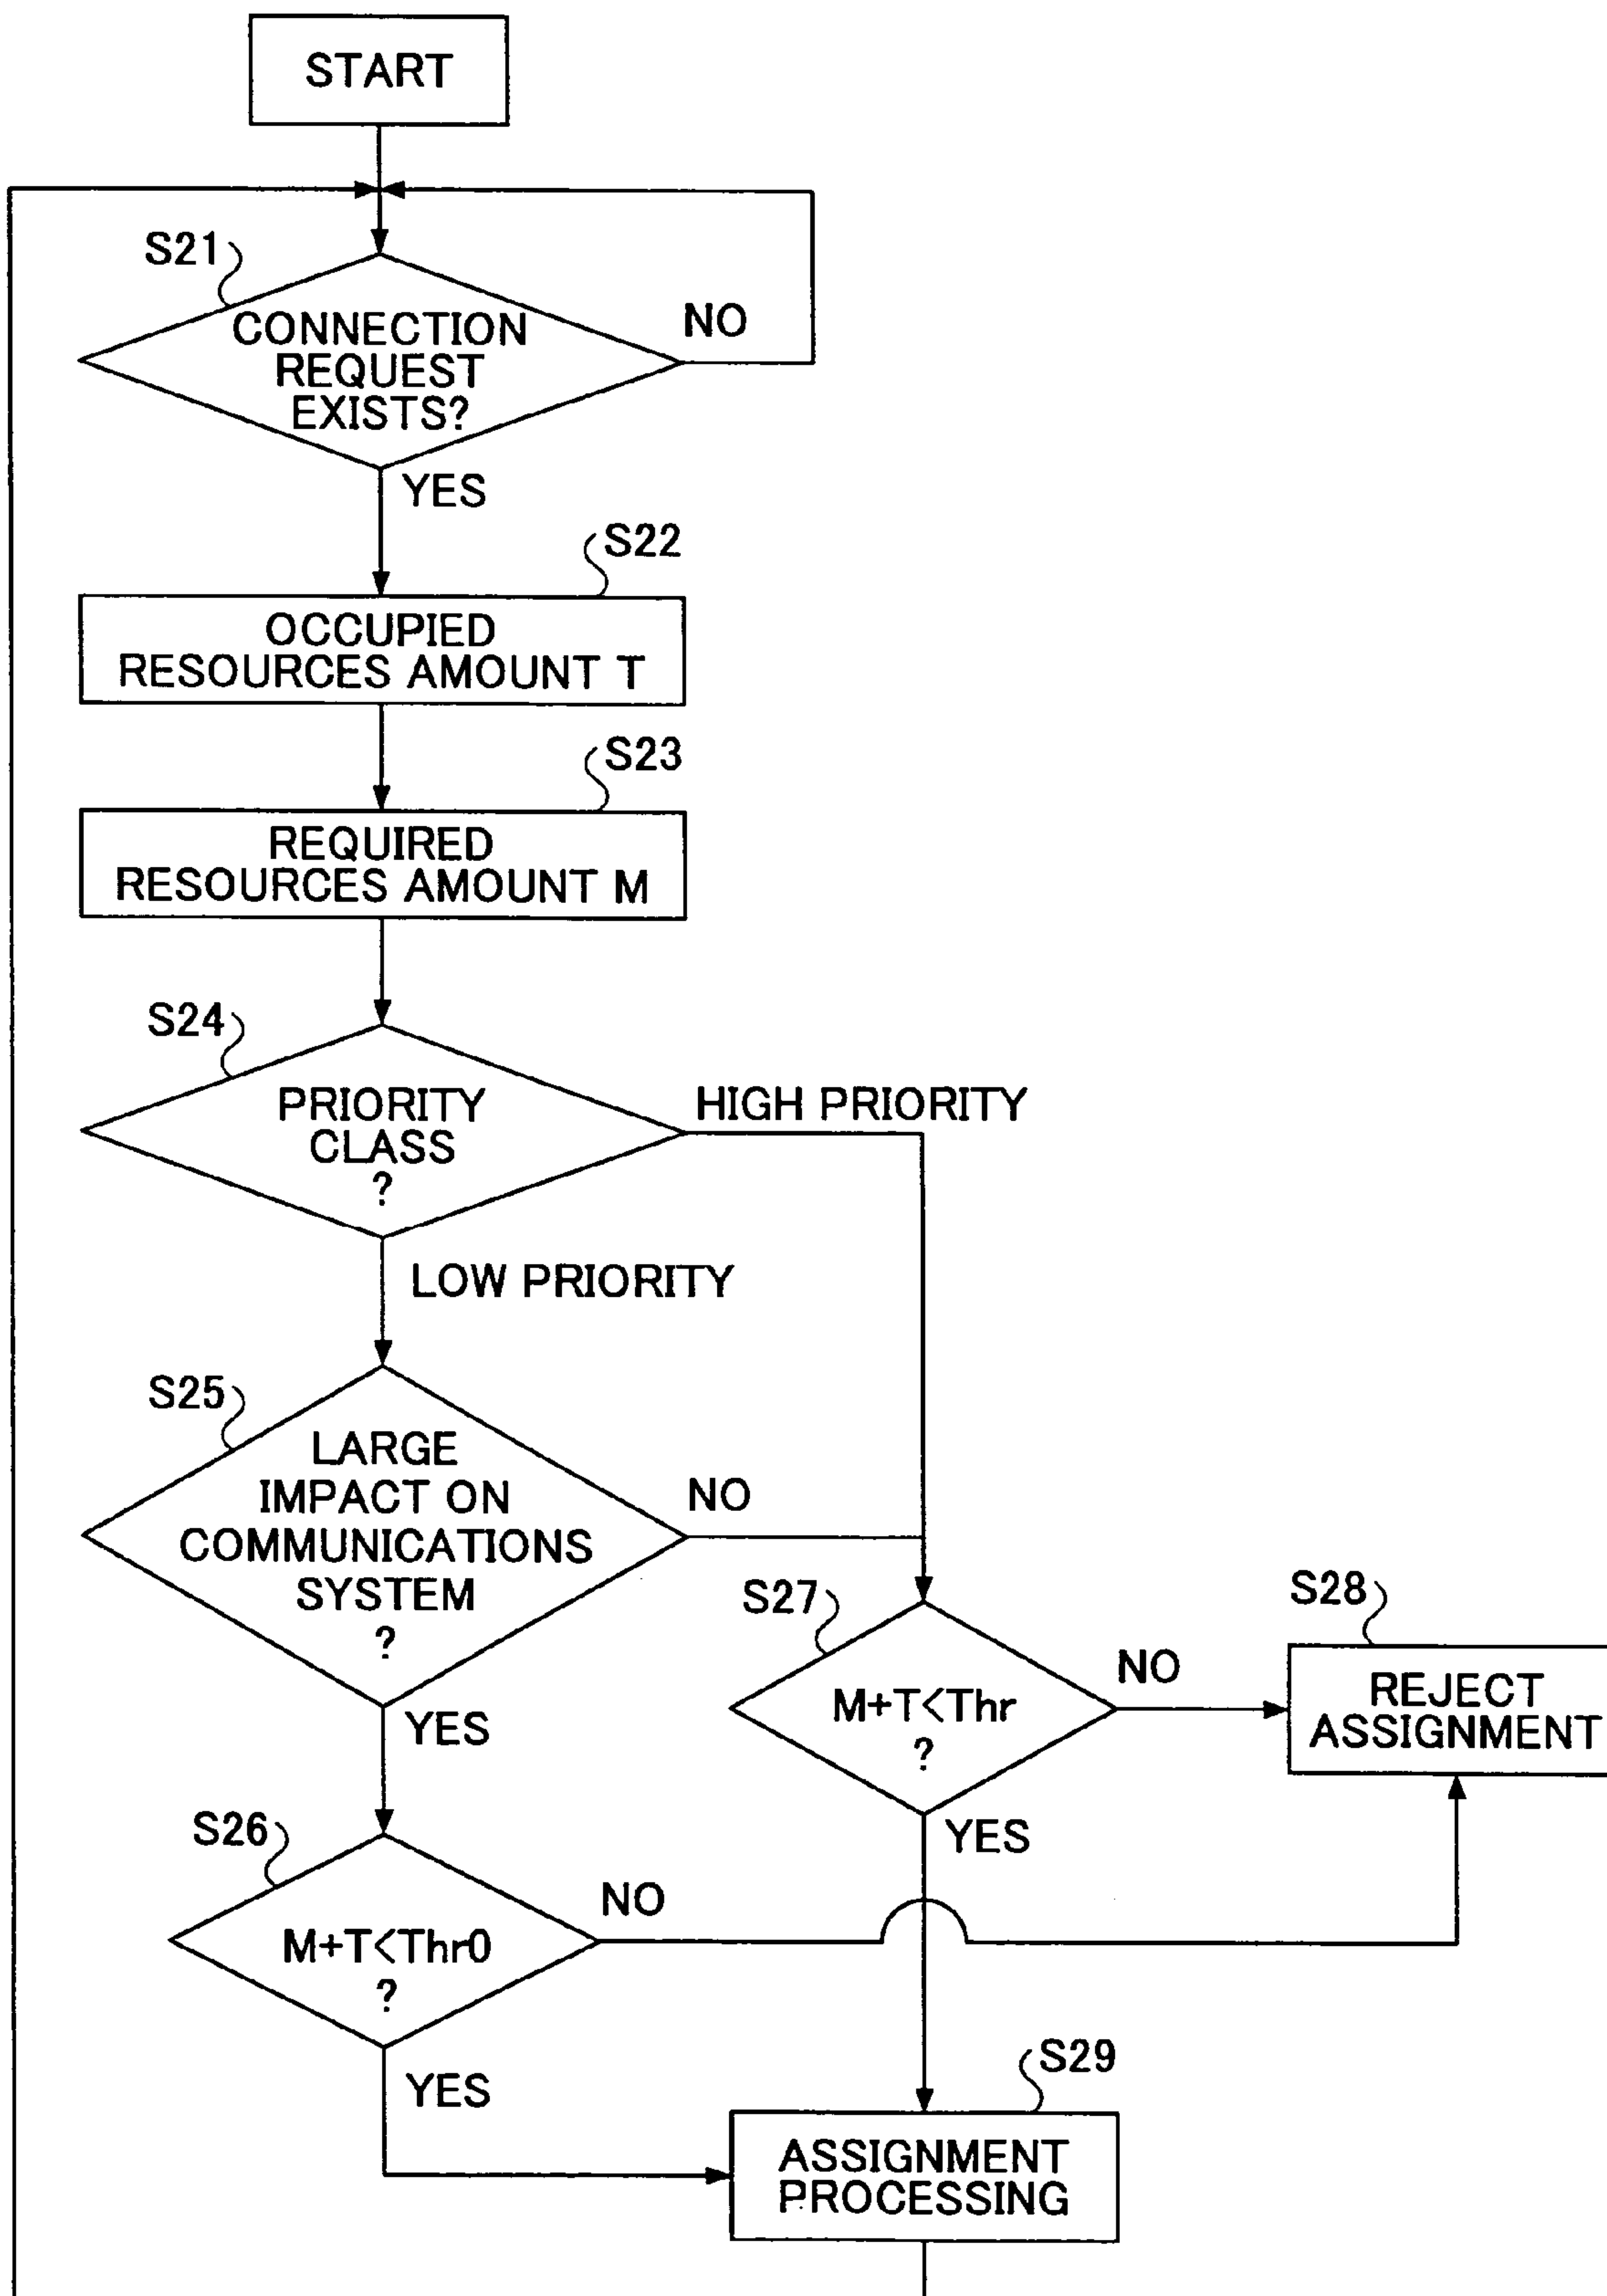 START
S21
CONNECTION
REQUEST
EXISTS?
NO
YES
S22
OCCUPIED
RESOURCES AMOUNT T
S23
REQUIRED
RESOURCES AMOUNT M
S24
PRIORITY
CLASS
?
HIGH PRIORITY
LOW PRIORITY
S25
LARGE
IMPACT ON
COMMUNICATIONS
SYSTEM
?
NO
YES
S27
M+T<Thr
?
NO
YES
S28
REJECT
ASSIGNMENT
S26
M+T<Thr0
?
NO
YES
S29
ASSIGNMENT
PROCESSING